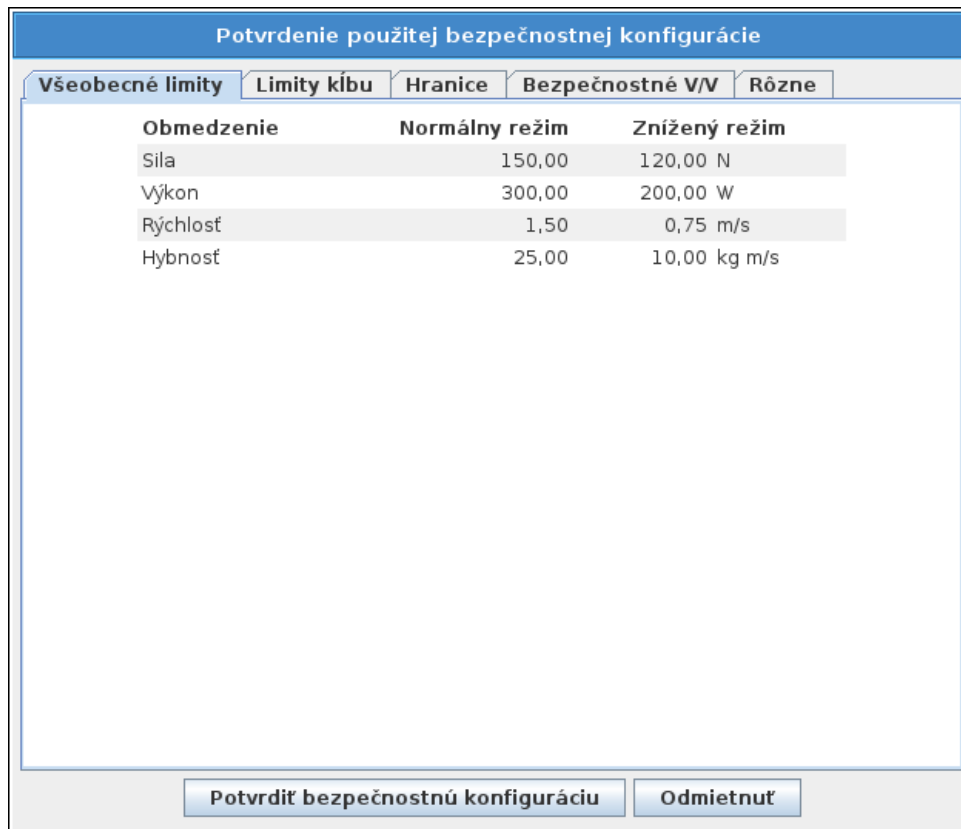 Potvrdenie použitej bezpečnostnej konfigurácie
Všeobecné limity Limity kĺbu Hranice Bezpečnostné V/V Rôzne
Obmedzenie Normálny režim Znížený režim
Sila 150,00 120,00 N
Výkon 300,00 200,00 W
Rýchlosť 1,50 0,75 m/s
Hybnosť 25,00 10,00 kg m/s
Potvrdiť bezpečnostnú konfiguráciu Odmietnuť